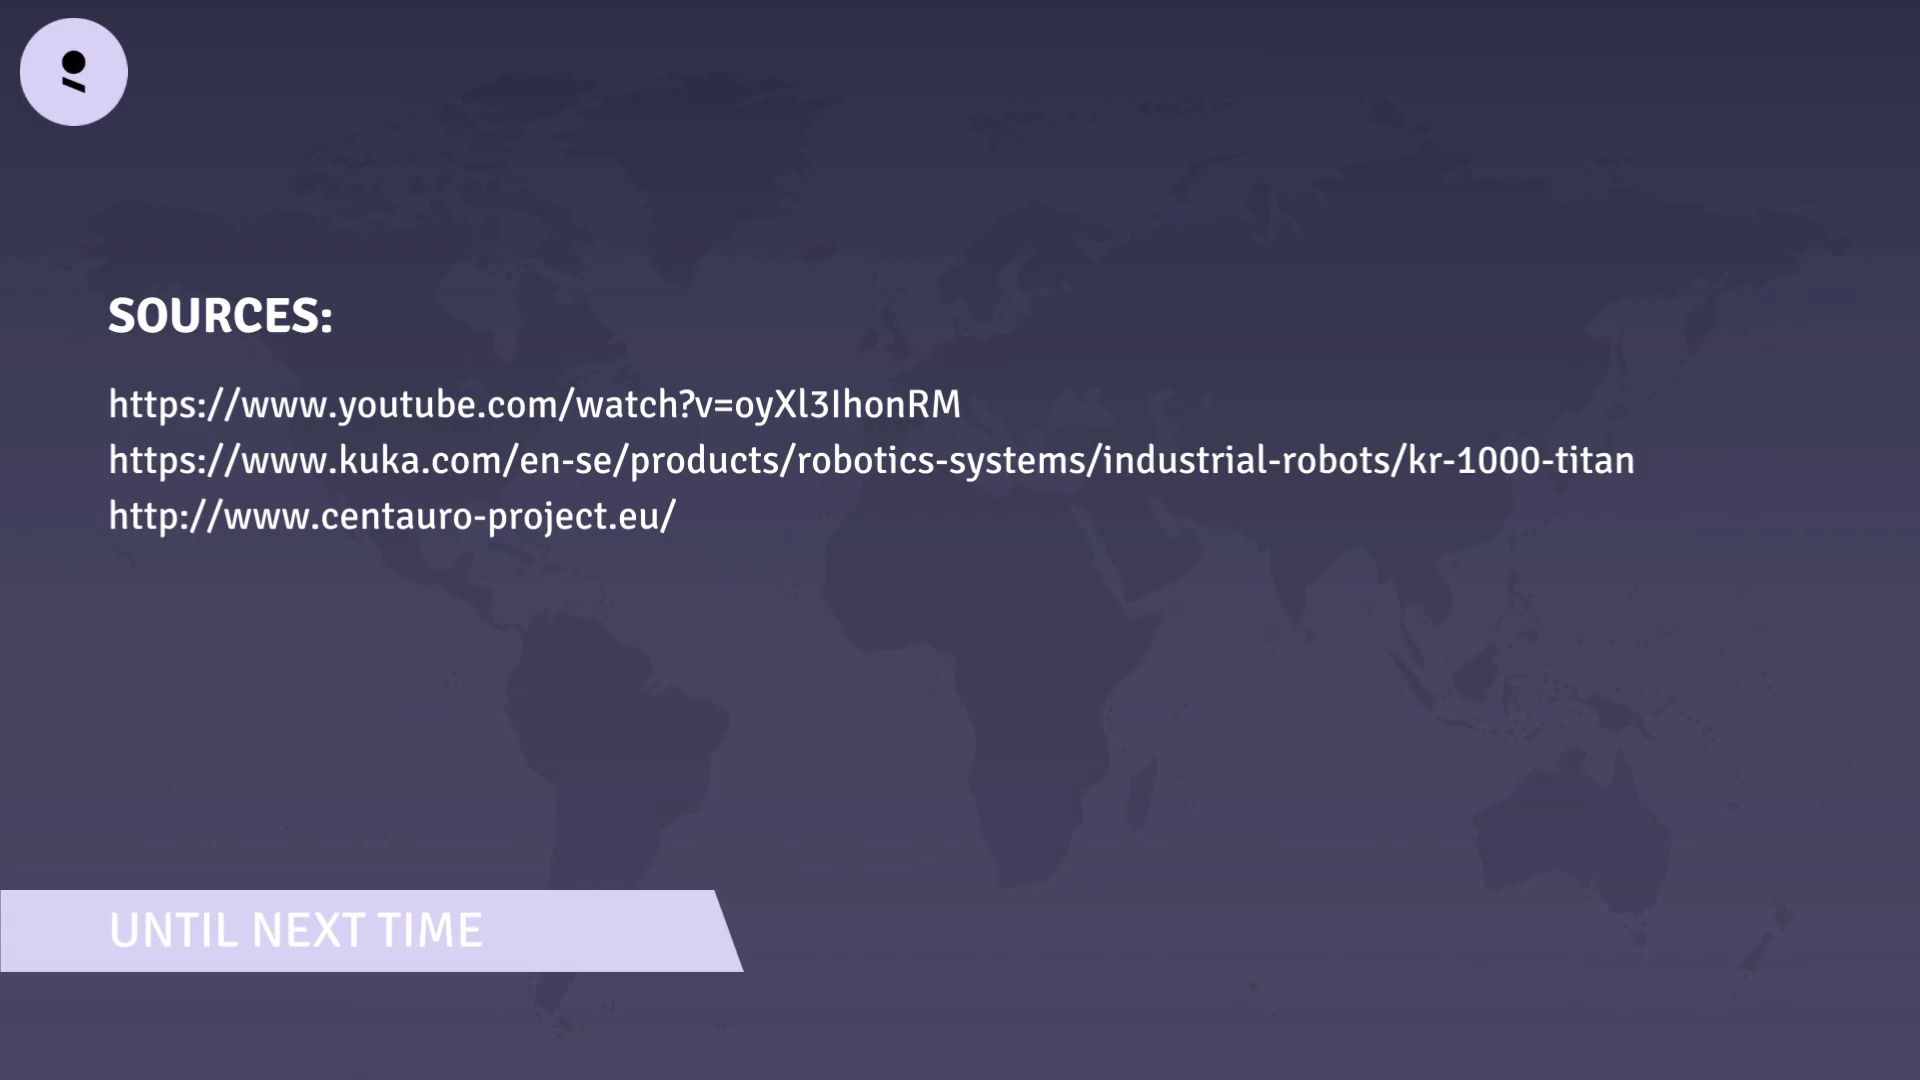 SOURCES:
https://www.youtube.com/watch?v=oyXl3IhonRM
https://www.kuka.com/en-se/products/robotics-systems/industrial-robots/kr-1000-titan
http://www.centauro-project.eu/
UNTIL NEXT TIME